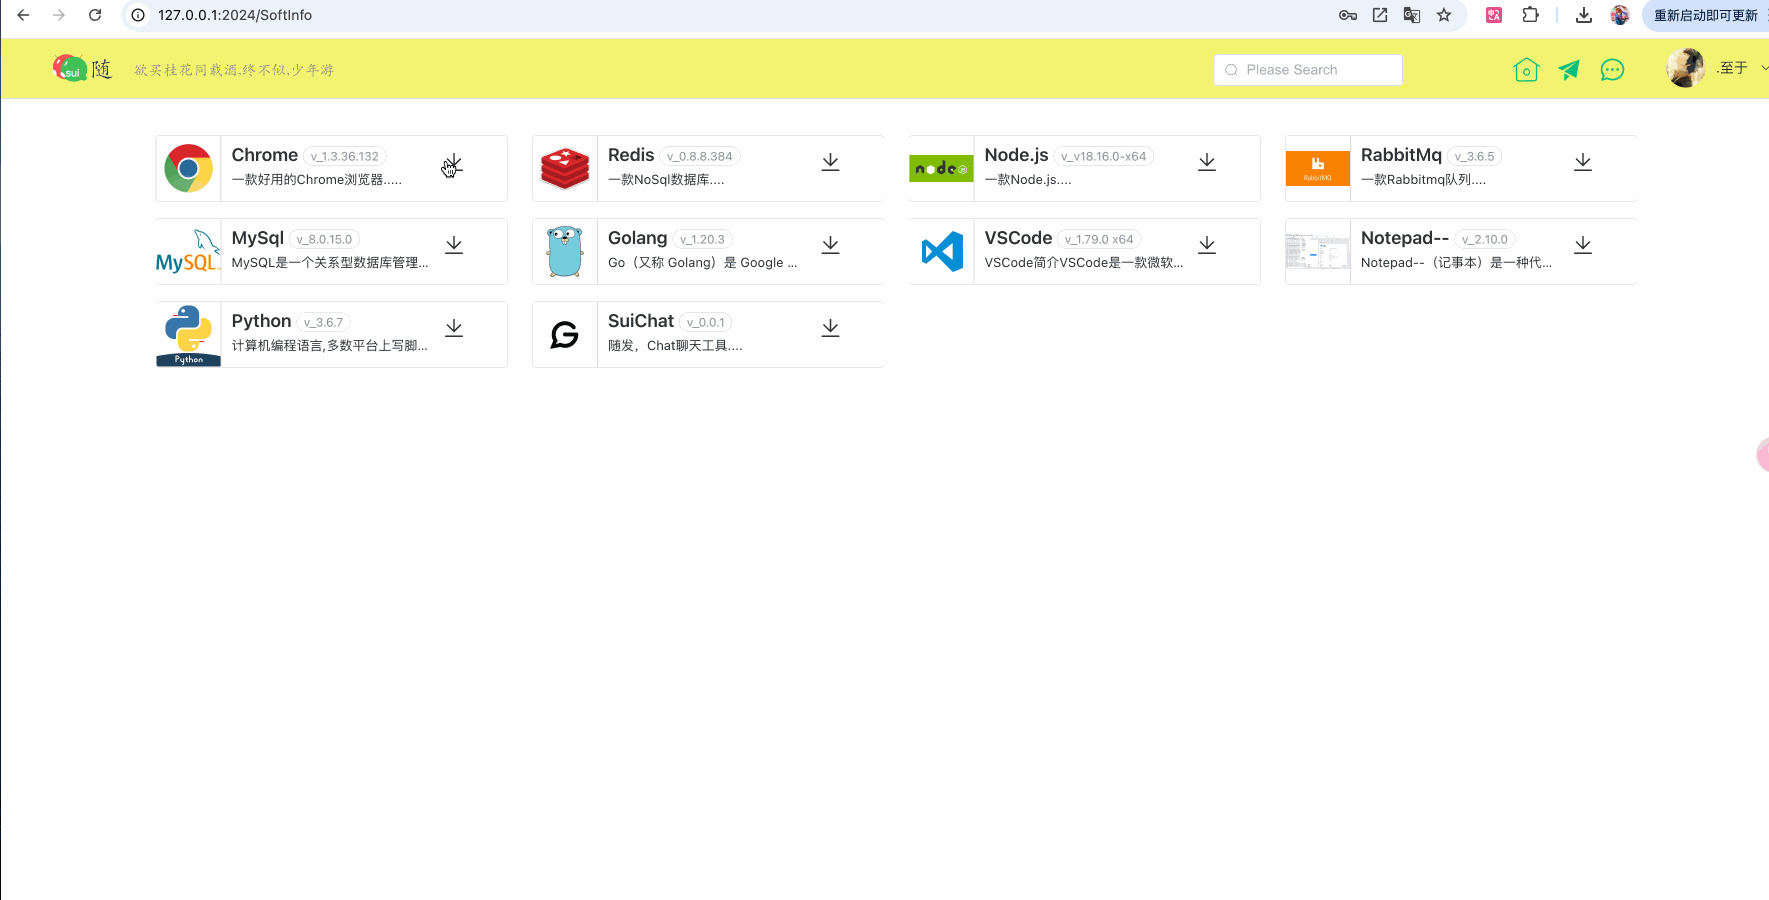 127.0.0.1:2024/SoftInfo
重新启动即可更新
sui 随 欲买桂花同载酒,终不似,少年游
Please Search
.至于
Chrome v_1.3.36.132
一款好用的Chrome浏览器.....
Redis v_0.8.8.384
一款NoSql数据库....
node
Node.js v_v18.16.0-x64
一款Node.js....
RabbitMQ
RabbitMq v_3.6.5
一款Rabbitmq队列....
MySQL
MySql v_8.0.15.0
MySQL是一个关系型数据库管理...
Golang v_1.20.3
Go（又称 Golang）是 Google ...
VSCode v_1.79.0 x64
VSCode简介VSCode是一款微软...
Notepad-- v_2.10.0
Notepad--（记事本）是一种代...
Python
Python v_3.6.7
计算机编程语言,多数平台上写脚...
SuiChat v_0.0.1
随发，Chat聊天工具....